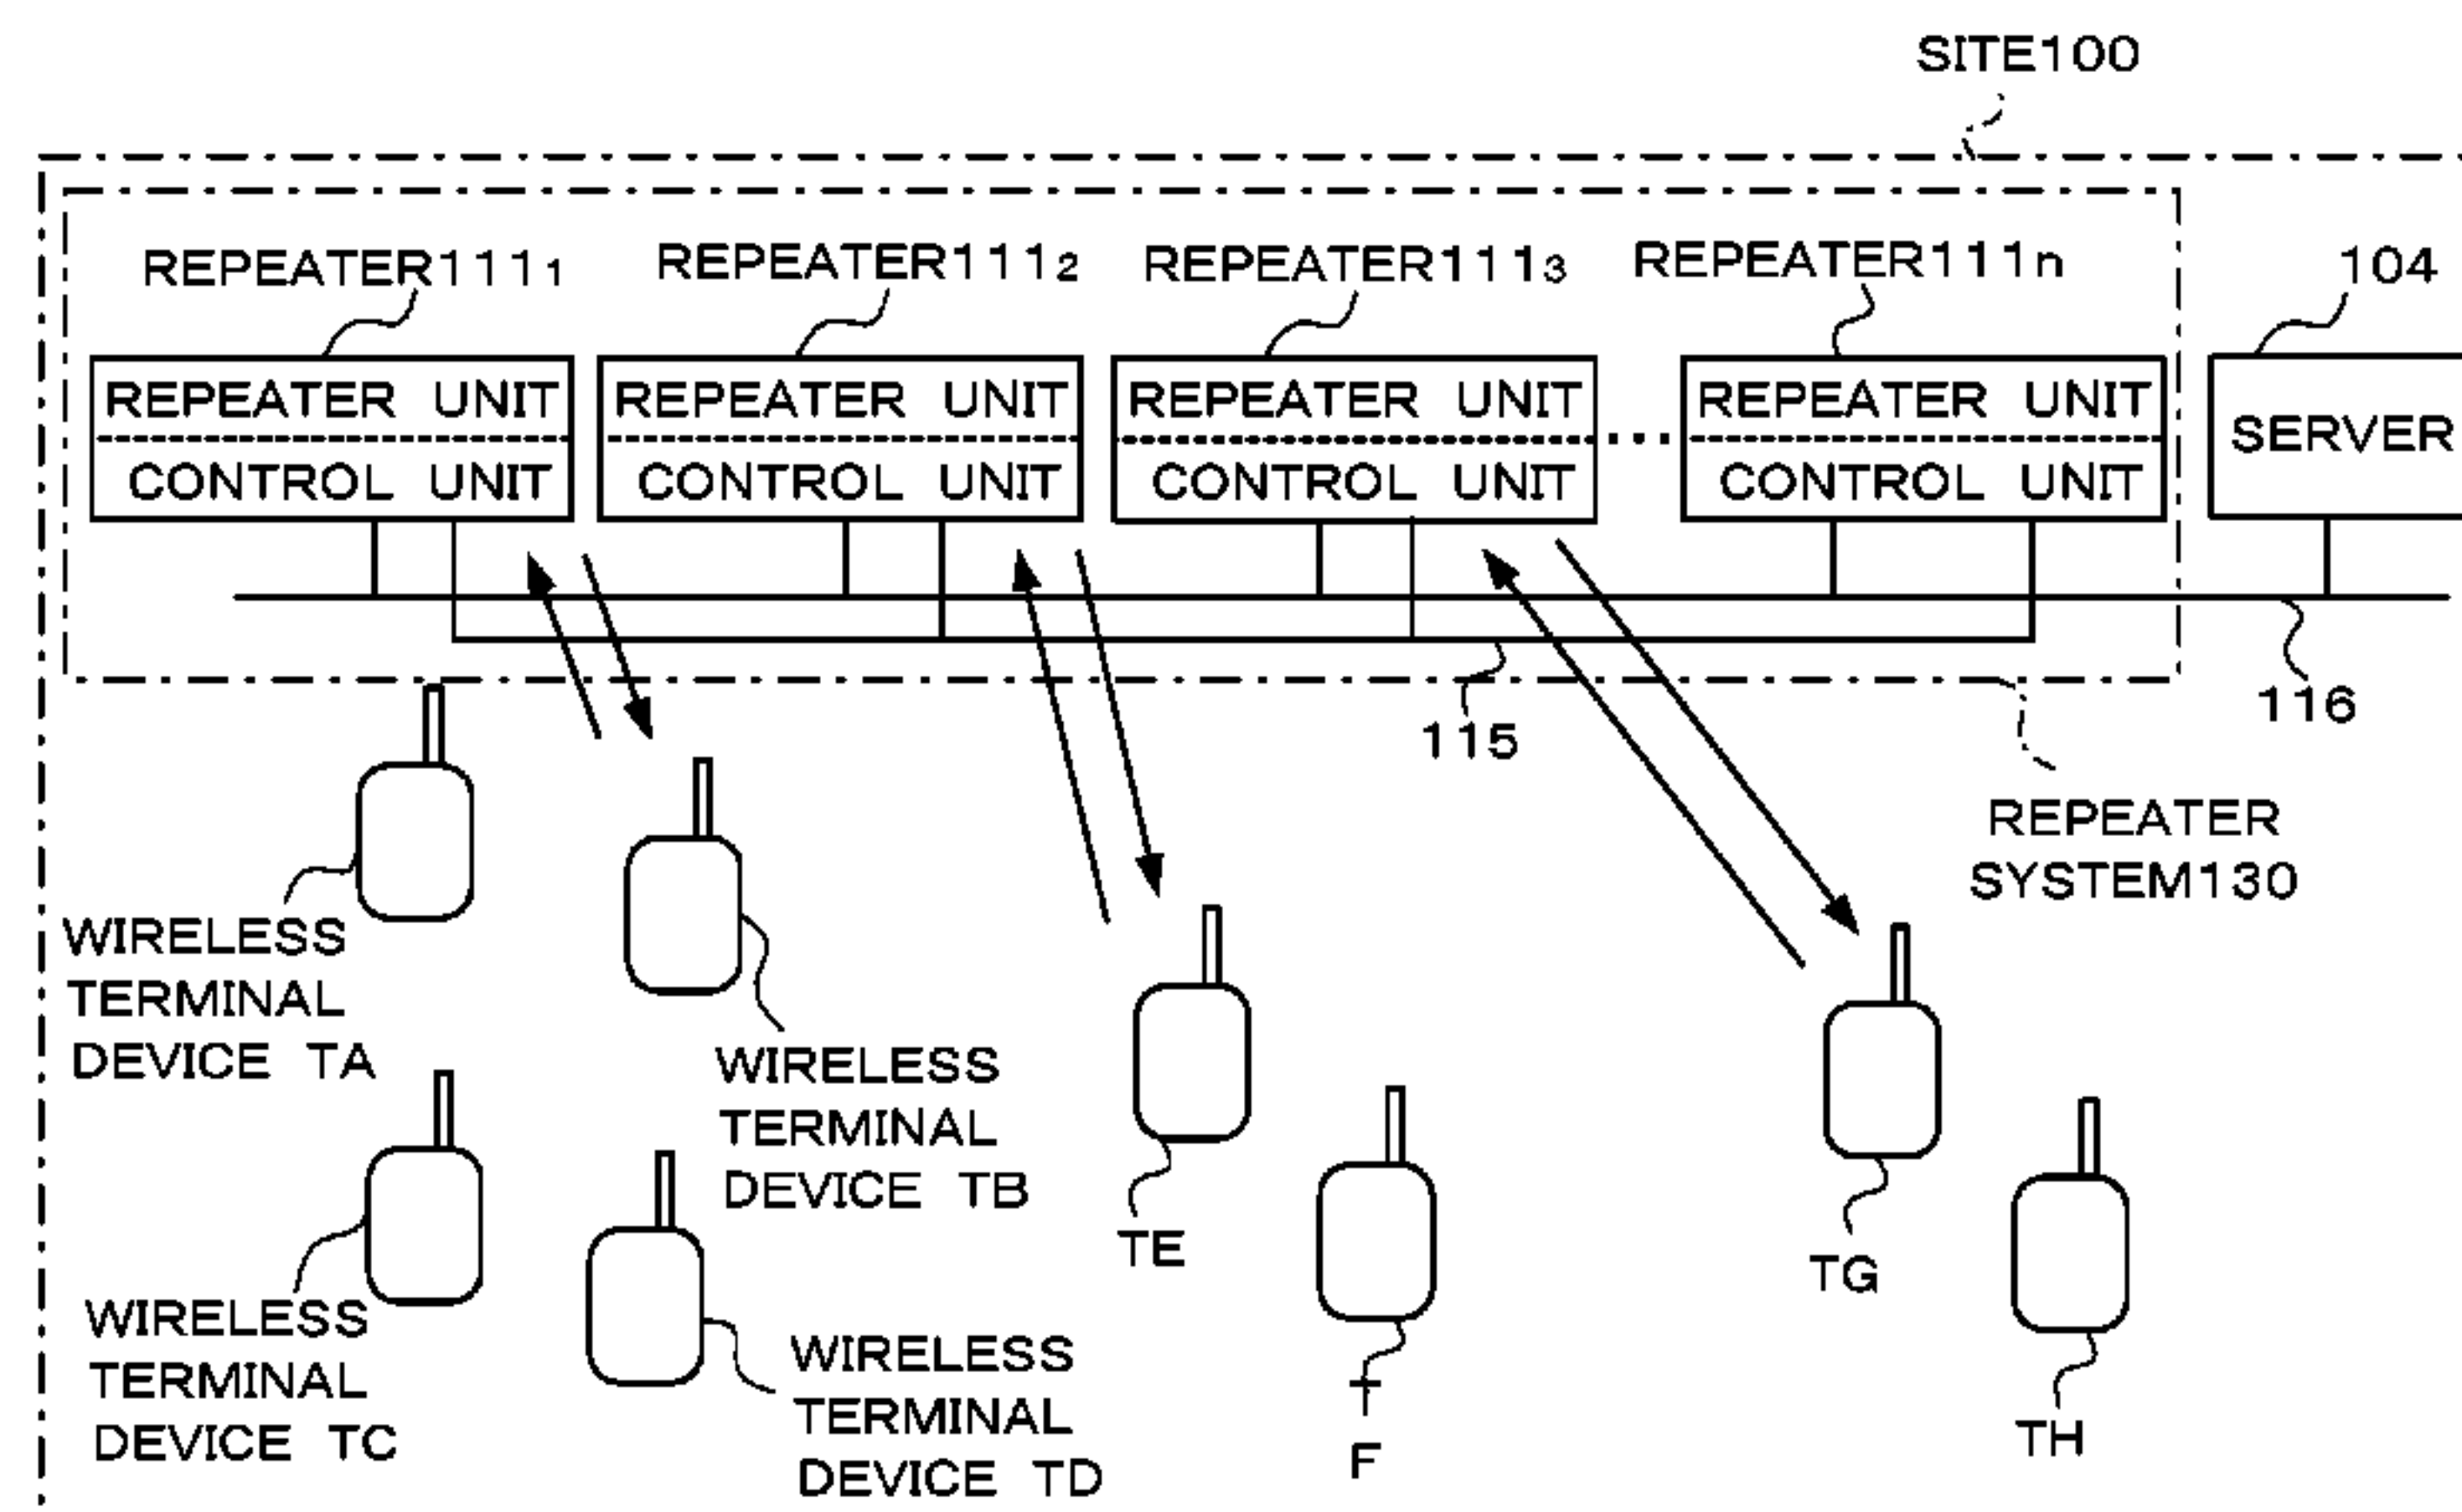 SITE100
REPEATER111₁
REPEATER111₂
REPEATER111₃
REPEATER111n
104
REPEATER UNIT
CONTROL UNIT
REPEATER UNIT
CONTROL UNIT
REPEATER UNIT
CONTROL UNIT
...
REPEATER UNIT
CONTROL UNIT
SERVER
115
116
REPEATER
SYSTEM130
WIRELESS
TERMINAL
DEVICE TA
WIRELESS
TERMINAL
DEVICE TB
WIRELESS
TERMINAL
DEVICE TC
WIRELESS
TERMINAL
DEVICE TD
TE
T
F
TG
TH